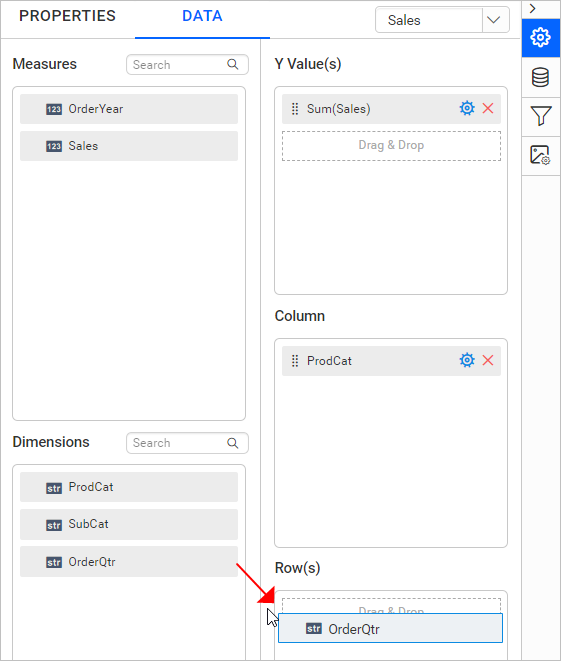 PROPERTIES
DATA
Sales
Measures
Search
123 OrderYear
123 Sales
Dimensions
Search
str ProdCat
str SubCat
str OrderQtr
Y Value(s)
Sum(Sales)
Drag & Drop
Column
ProdCat
Row(s)
Drag & Drop
str OrderQtr